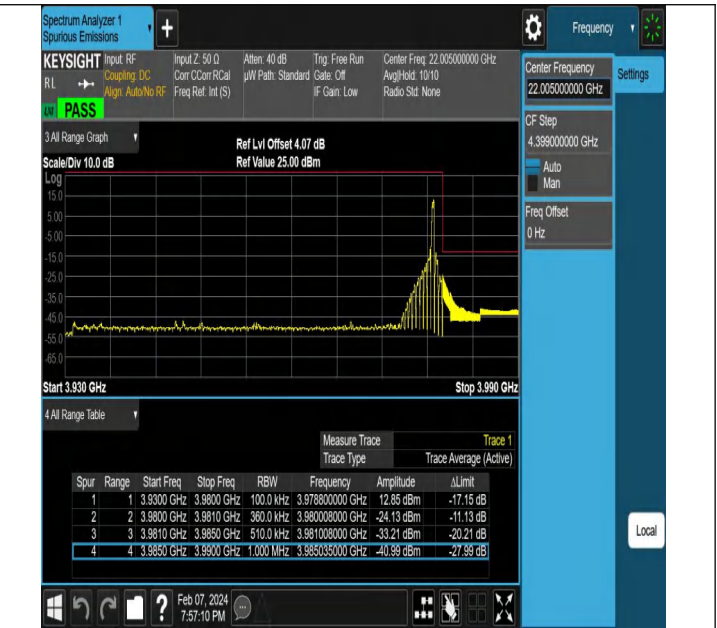 Spectrum Analyzer 1
Spurious Emissions
+
Frequency
KEYSIGHT
RL
PASS
Input: RF
Coupling: DC
Align: Auto/No RF
Input Z: 50 Ω
Corr CCorr RCal
Freq Ref: Int (S)
Atten: 40 dB
µW Path: Standard
Trig: Free Run
Gate: Off
IF Gain: Low
Center Freq: 22.005000000 GHz
Avg|Hold: 10/10
Radio Std: None
Center Frequency
22.005000000 GHz
Settings
CF Step
4.399000000 GHz
Auto
Man
Freq Offset
0 Hz
3 All Range Graph
Ref Lvl Offset 4.07 dB
Scale/Div 10.0 dB
Ref Value 25.00 dBm
Log
15.0
5.00
-5.00
-15.0
-25.0
-35.0
-45.0
-55.0
-65.0
Start 3.930 GHz
Stop 3.990 GHz
4 All Range Table
Measure Trace Trace 1
Trace Type Trace Average (Active)
Spur Range Start Freq Stop Freq RBW Frequency Amplitude ΔLimit
1 1 3.9300 GHz 3.9800 GHz 100.0 kHz 3.978800000 GHz 12.85 dBm -17.15 dB
2 2 3.9800 GHz 3.9810 GHz 360.0 kHz 3.980008000 GHz -24.13 dBm -11.13 dB
3 3 3.9810 GHz 3.9850 GHz 510.0 kHz 3.981008000 GHz -33.21 dBm -20.21 dB
4 4 3.9850 GHz 3.9900 GHz 1.000 MHz 3.985035000 GHz -40.99 dBm -27.99 dB
Local
?
Feb 07, 2024
7:57:10 PM